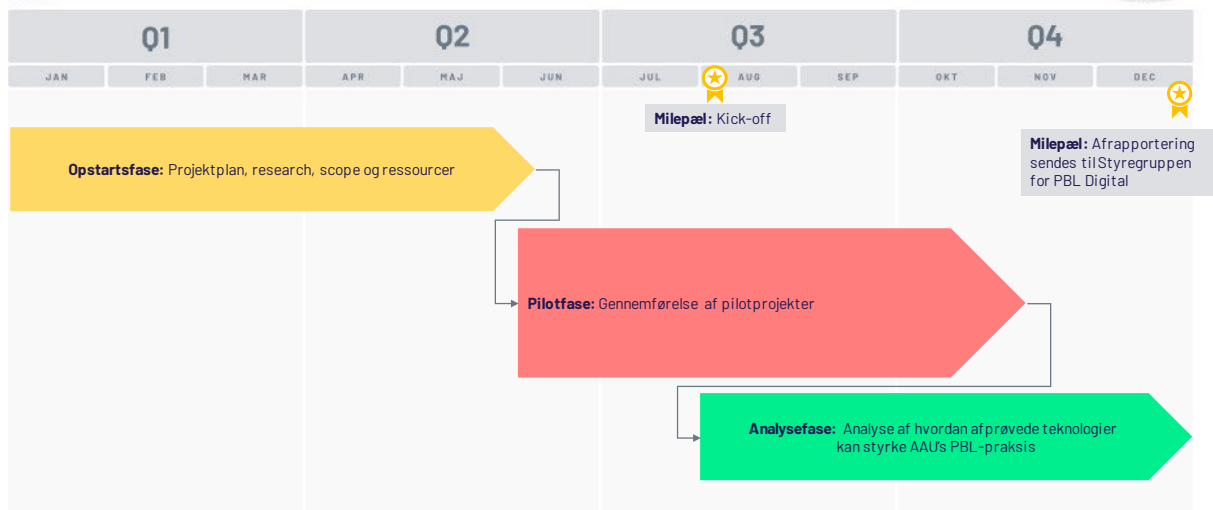 Q1 Q2 Q3 Q4
JAN FEB MAR APR MAJ JUN JUL AUG SEP OKT NOV DEC
Milepæl: Kick-off
Milepæl: Afrapportering
sendes til Styregruppen
for PBL Digital
Opstartsfase: Projektplan, research, scope og ressourcer
Pilotfase: Gennemførelse af pilotprojekter
Analysefase: Analyse af hvordan afprøvede teknologier
kan styrke AAU's PBL-praksis